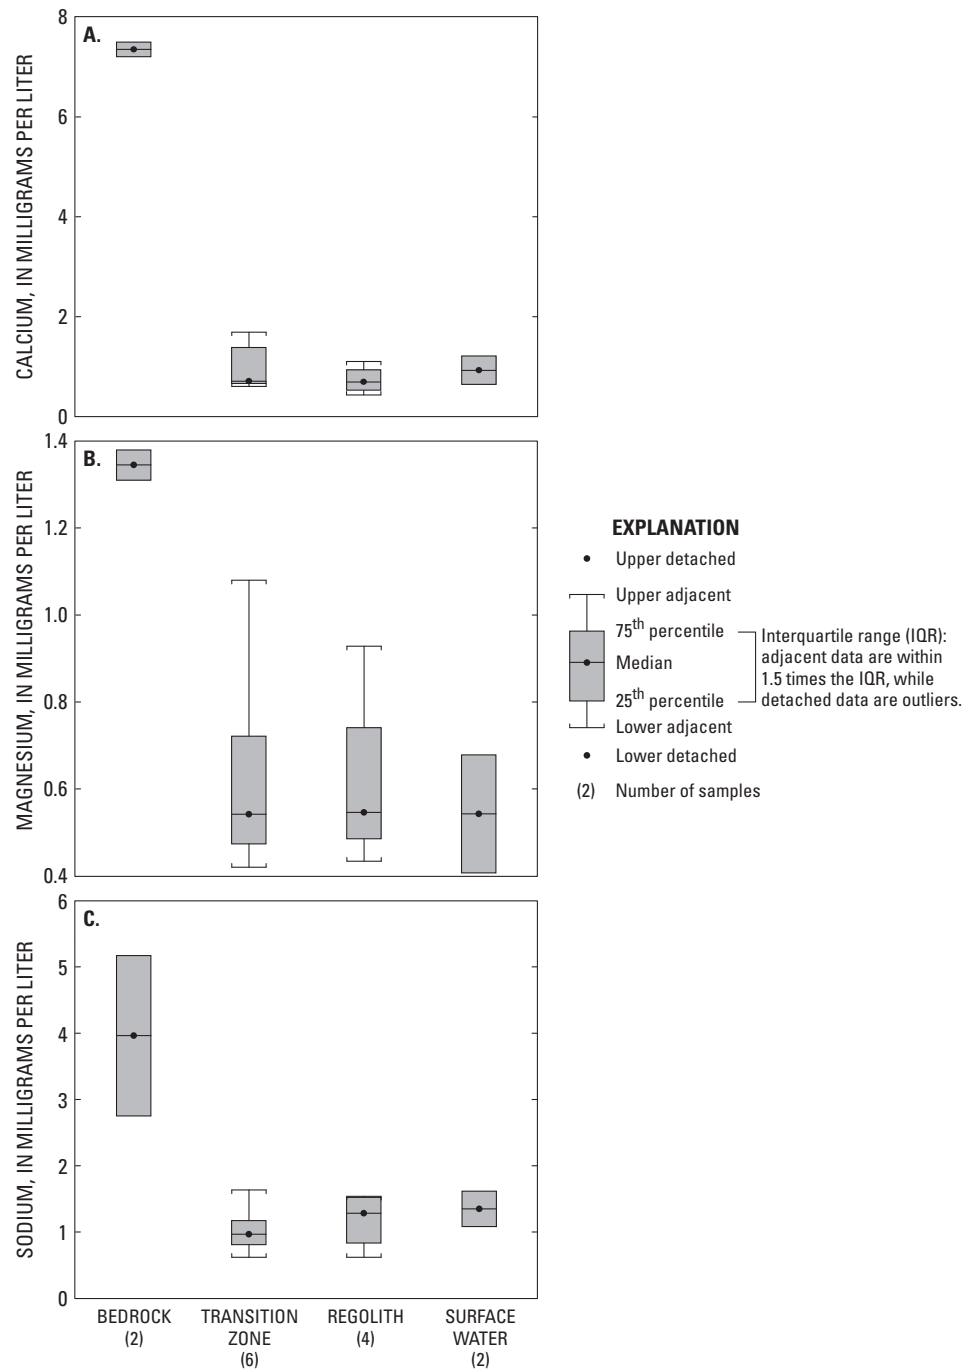 A.
CALCIUM, IN MILLIGRAMS PER LITER
8
6
4
2
0
B.
MAGNESIUM, IN MILLIGRAMS PER LITER
1.4
1.2
1.0
0.8
0.6
0.4
C.
SODIUM, IN MILLIGRAMS PER LITER
6
5
4
3
2
1
0
BEDROCK
(2)
TRANSITION
ZONE
(6)
REGOLITH
(4)
SURFACE
WATER
(2)
EXPLANATION
Upper detached
Upper adjacent
75th percentile
Median
25th percentile
Lower adjacent
Lower detached
(2) Number of samples
Interquartile range (IQR):
adjacent data are within
1.5 times the IQR, while
detached data are outliers.